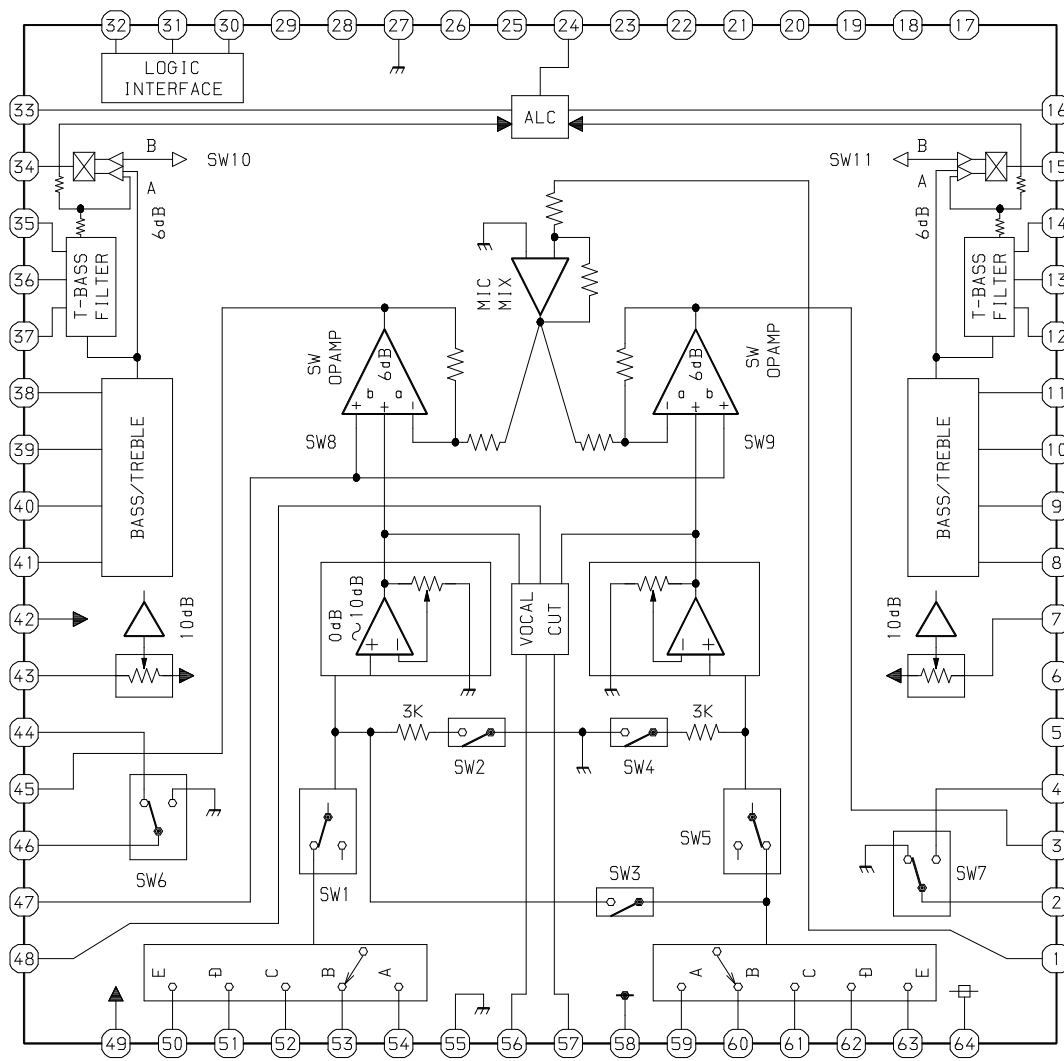 32 31 30 29 28 27 26 25 24 23 22 21 20 19 18 17
LOGIC
INTERFACE
33
ALC
16
34
B
SW10
A
6dB
SW11
B
A
6dB
15
35
36
37
T-BASS
FILTER
MIC
MIX
T-BASS
FILTER
14
13
12
SW
OPAMP
6dB
b a
+ + -
SW8
6dB
a b
- + +
SW
OPAMP
SW9
38
39
40
41
BASS/TREBLE
BASS/TREBLE
11
10
9
8
42
10dB
0dB
~10dB
+ -
VOCAL
CUT
- +
10dB
7
43
6
44
3K
SW2
3K
SW4
5
45
4
46
SW6
SW1
SW5
SW3
SW7
3
47
2
48
1
E D C B A
A B C D E
49 50 51 52 53 54 55 56 57 58 59 60 61 62 63 64